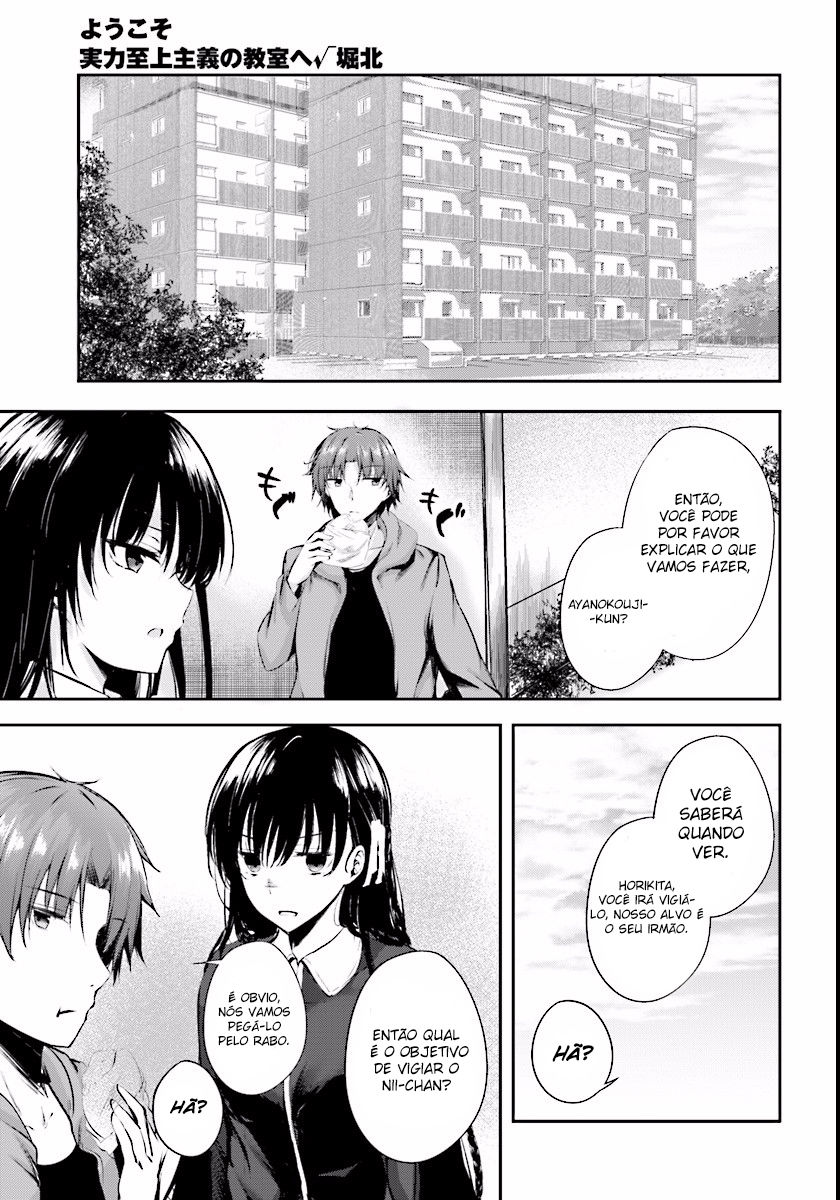 ようこそ
実力至上主義の教室へ√堀北
ENTÃO,
VOCÊ PODE
POR FAVOR
EXPLICAR O QUE
VAMOS FAZER,
AYANOKOUJI-
-KUN?
もぐ
もぐ
VOCÊ
SABERÁ
QUANDO
VER.
HORIKITA,
VOCÊ IRÁ VIGIÁ-
LO, NOSSO ALVO É
O SEU IRMÃO.
HÃ?
ENTÃO QUAL
É O OBJETIVO
DE VIGIAR O
NII-CHAN?
É OBVIO,
NÓS VAMOS
PEGÁ-LO
PELO RABO.
HÃ?